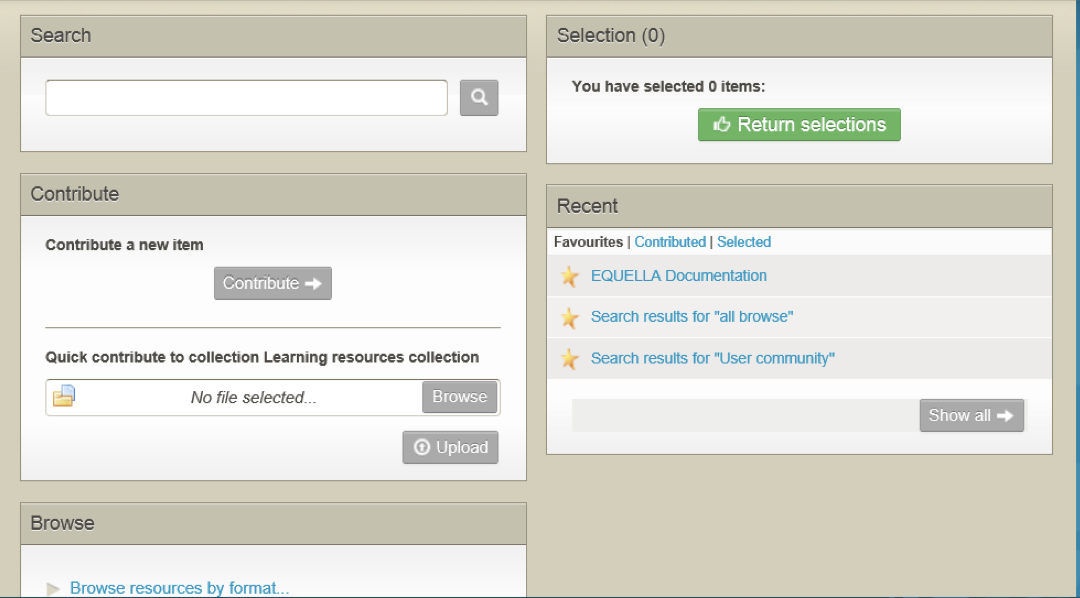 Search
Contribute
Contribute a new item
Contribute
Quick contribute to collection Learning resources collection
No file selected... Browse
Upload
Browse
Browse resources by format...
Selection (0)
You have selected 0 items:
Return selections
Recent
Favourites | Contributed | Selected
EQUELLA Documentation
Search results for "all browse"
Search results for "User community"
Show all